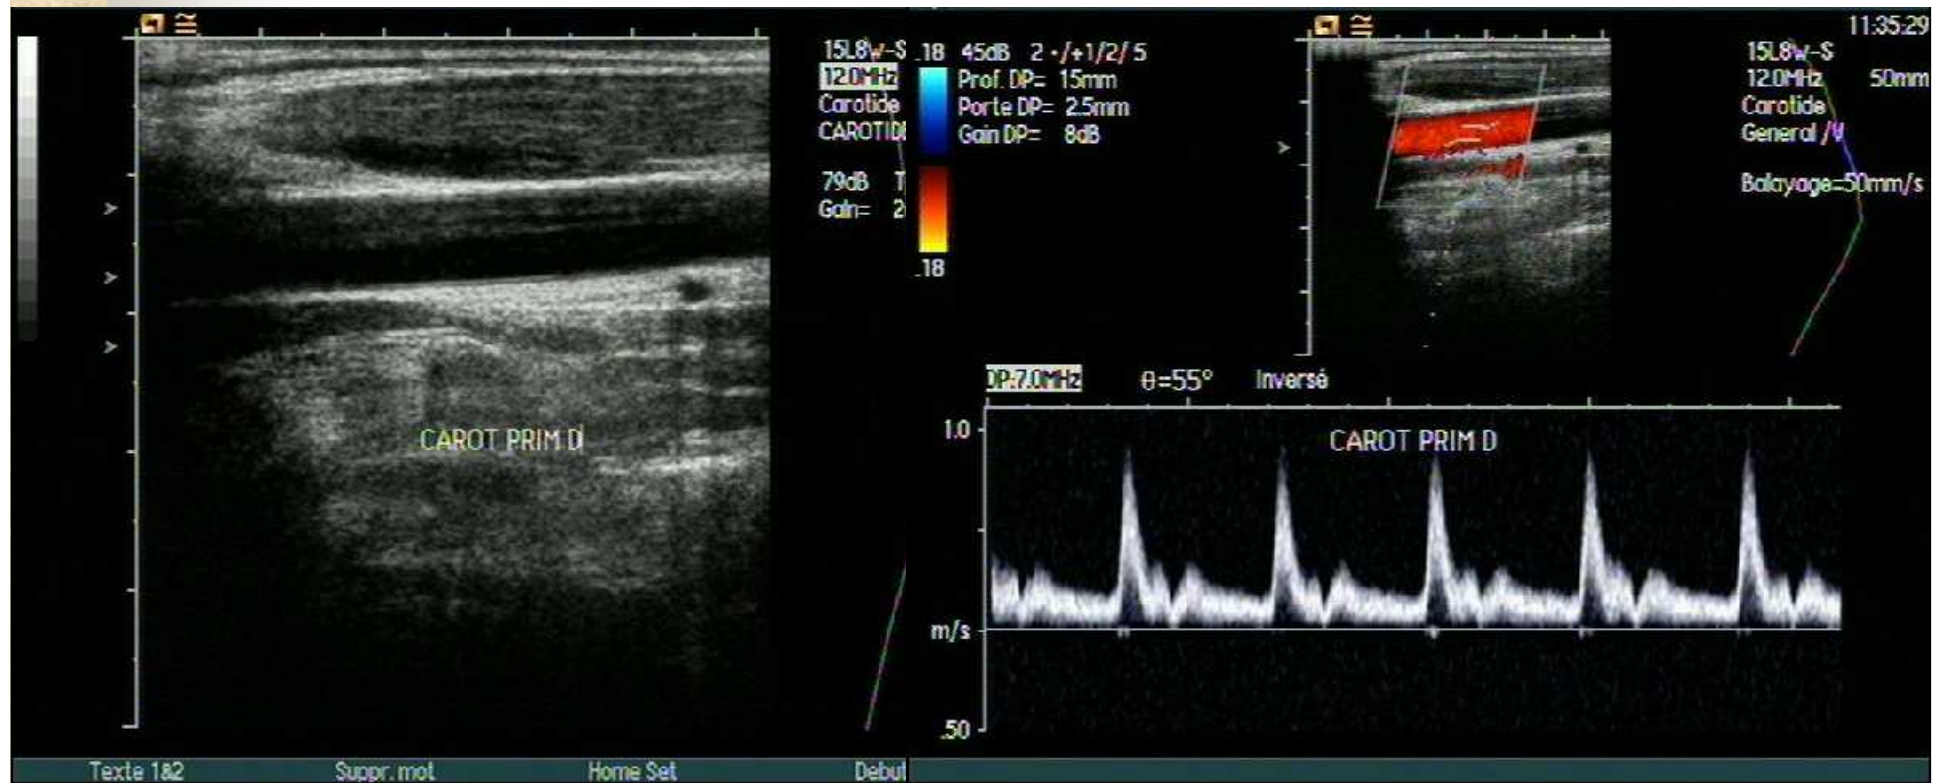 15L8w-S
12.0MHz
Carotide
CAROTID
79dB T
Gain= 2
CAROT PRIM D
Texte 1&2 Suppr. mot Home Set Debut
.18 45dB 2 ·/+1/2/ 5
Prof. DP= 15mm
Porte DP= 2.5mm
Gain DP= 8dB
.18
11:35:29
15L8w-S
12.0MHz 50mm
Carotide
General /V
Balayage=50mm/s
DP:7.0MHz θ=55° Inversé
1.0
CAROT PRIM D
m/s
.50